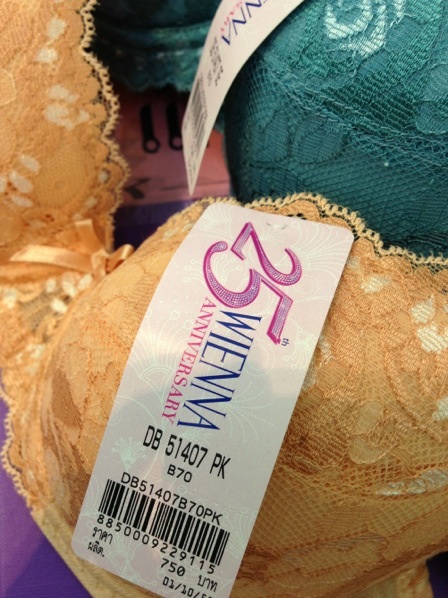 25th
WIENNA
ANNIVERSARY
DB 51407 PK
B70
DB51407B70PK
8850009229115
ราคา 750 บาท
ผลิต. 01/10/5